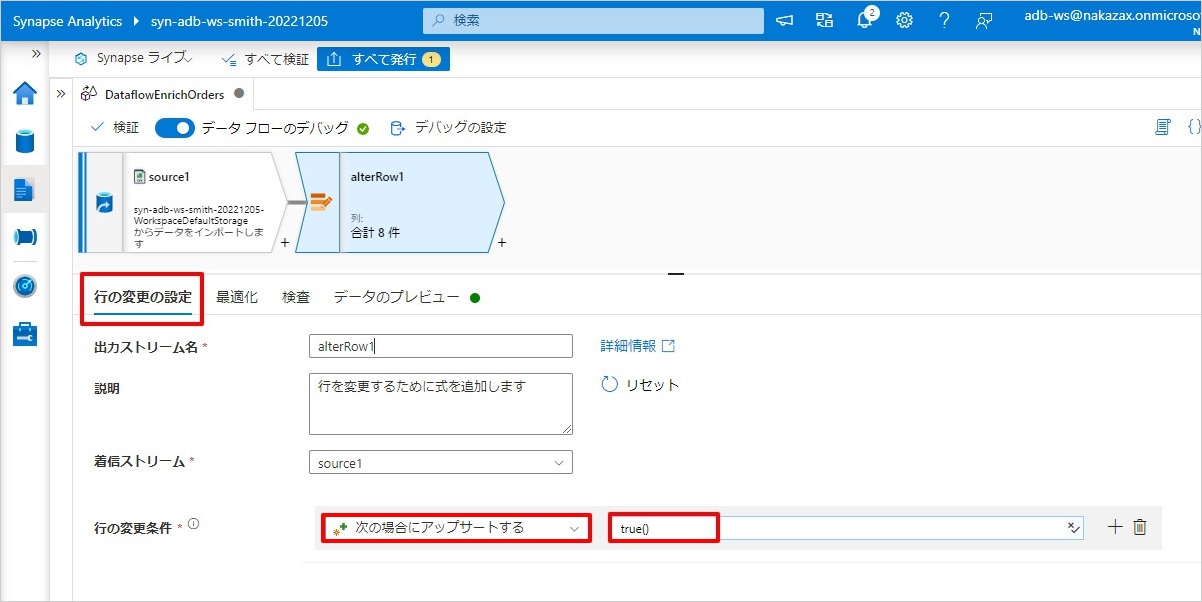 Synapse Analytics syn-adb-ws-smith-20221205 検索 2 adb-ws@nakazax.onmicroso
N
Synapse ライブ すべて検証 すべて発行 1
DataflowEnrichOrders
検証 データ フローのデバッグ デバッグの設定 {}
source1
syn-adb-ws-smith-20221205-
WorkspaceDefaultStorage
からデータをインポートしま
す
+
alterRow1
列:
合計 8 件
+
行の変更の設定 最適化 検査 データのプレビュー
出力ストリーム名 * alterRow1 詳細情報
説明 行を変更するために式を追加します リセット
着信ストリーム * source1
行の変更条件 * 次の場合にアップサートする true()